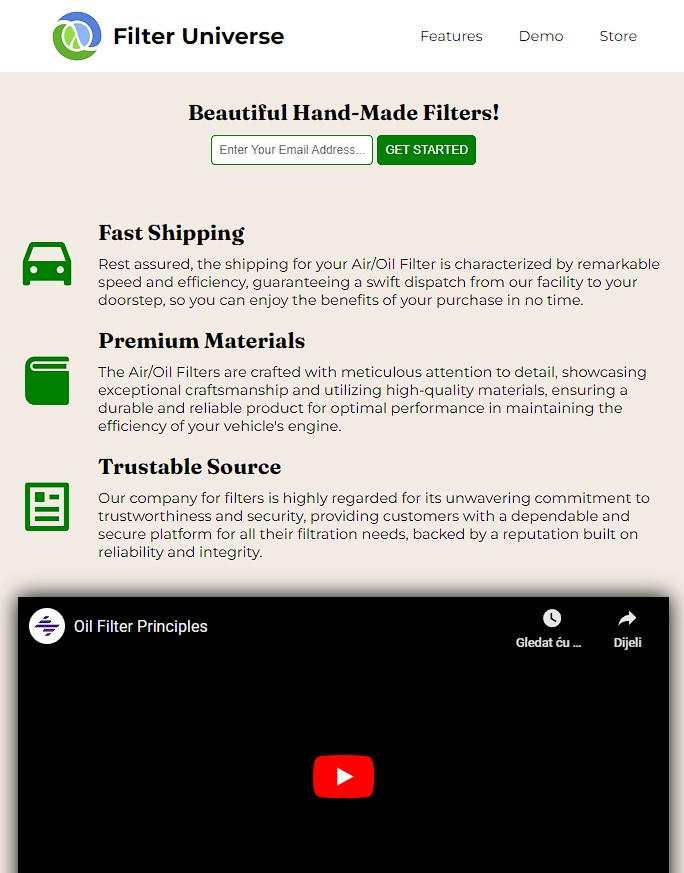 Filter Universe
Features Demo Store
Beautiful Hand-Made Filters!
Enter Your Email Address... GET STARTED
Fast Shipping
Rest assured, the shipping for your Air/Oil Filter is characterized by remarkable
speed and efficiency, guaranteeing a swift dispatch from our facility to your
doorstep, so you can enjoy the benefits of your purchase in no time.
Premium Materials
The Air/Oil Filters are crafted with meticulous attention to detail, showcasing
exceptional craftsmanship and utilizing high-quality materials, ensuring a
durable and reliable product for optimal performance in maintaining the
efficiency of your vehicle's engine.
Trustable Source
Our company for filters is highly regarded for its unwavering commitment to
trustworthiness and security, providing customers with a dependable and
secure platform for all their filtration needs, backed by a reputation built on
reliability and integrity.
Oil Filter Principles
Gledat ću ... Dijeli